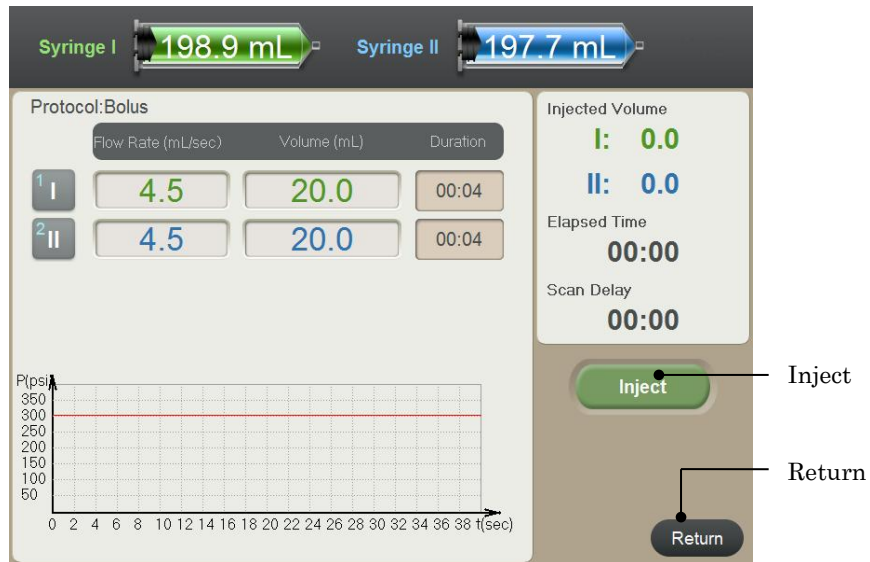 Syringe I 198.9 mL Syringe II 197.7 mL
Protocol:Bolus
Flow Rate (mL/sec) Volume (mL) Duration
1 I 4.5 20.0 00:04
2 II 4.5 20.0 00:04
Injected Volume
I: 0.0
II: 0.0
Elapsed Time
00:00
Scan Delay
00:00
Inject
Inject
Return
Return
P(psi)
350
300
250
200
150
100
50
0 2 4 6 8 10 12 14 16 18 20 22 24 26 28 30 32 34 36 38 t(sec)